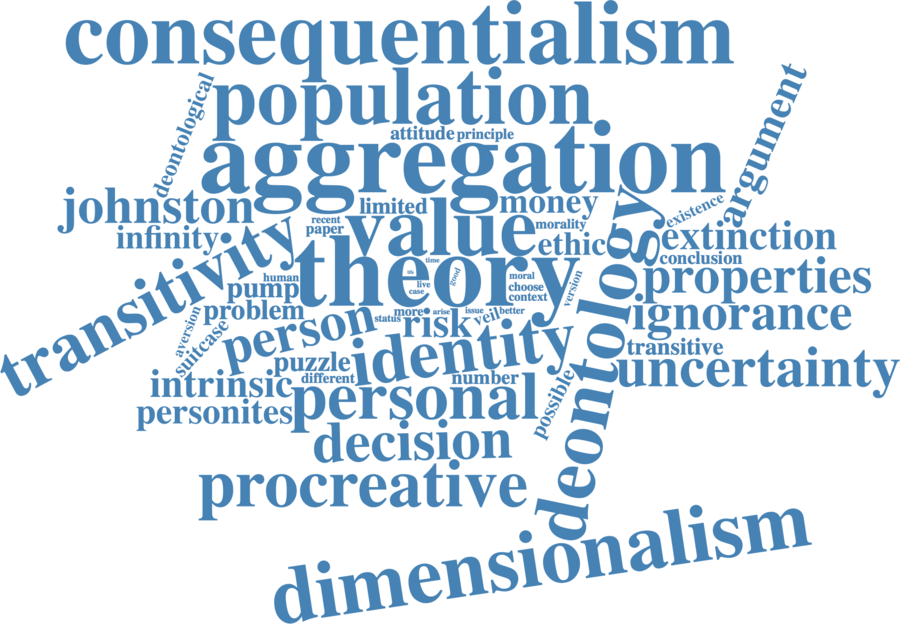 consequentialism
population
deontological
attitude
principle
argument
aggregation
johnston
limited
money
existence
infinity
recent
paper
value
morality
ethic
extinction
transitivity
theory
deontology
conclusion
human
pump
time
life
live
case
good
moral
choose
context
version
properties
problem
person
status
more
arise
issue
better
risk
veil
ignorance
aversion
suitcase
puzzle
identity
transitive
uncertainty
intrinsic
different
number
possible
personites
personal
decision
procreative
dimensionalism